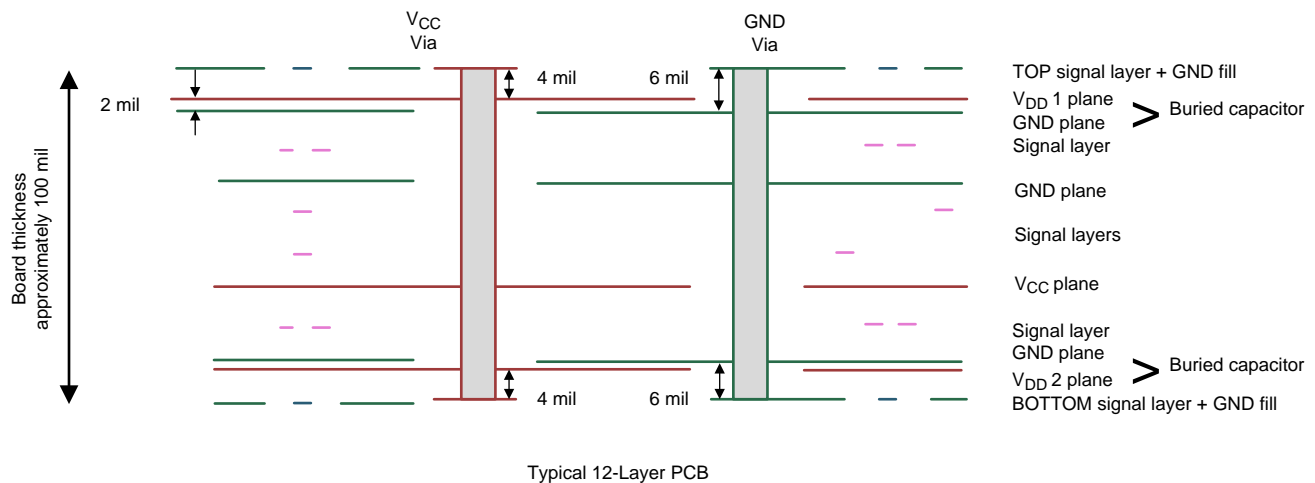 VCC
Via
GND
Via
4 mil
6 mil
2 mil
TOP signal layer + GND fill
VDD 1 plane
GND plane
> Buried capacitor
Signal layer
GND plane
Signal layers
VCC plane
Signal layer
GND plane
VDD 2 plane
> Buried capacitor
BOTTOM signal layer + GND fill
Board thickness
approximately 100 mil
4 mil
6 mil
Typical 12-Layer PCB